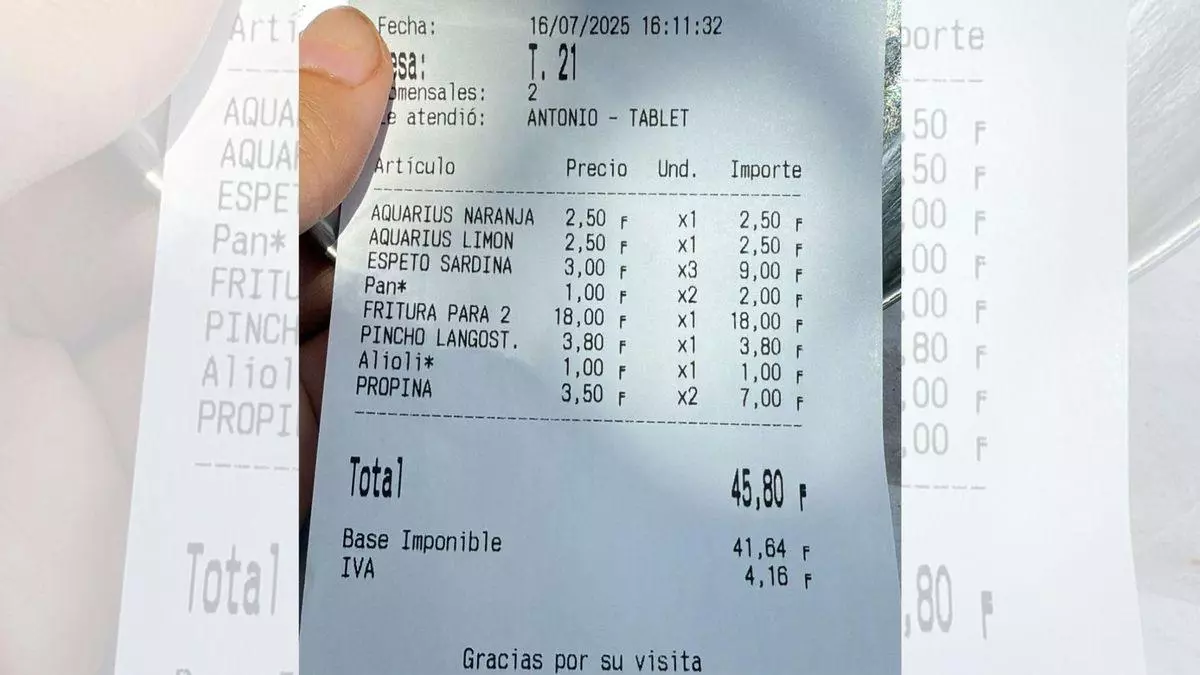 Fecha: 16/07/2025 16:11:32
esa: T. 21
omensales: 2
e atendió: ANTONIO - TABLET
Artículo Precio Und. Importe
AQUARIUS NARANJA 2,50 F x1 2,50 F
AQUARIUS LIMON 2,50 F x1 2,50 F
ESPETO SARDINA 3,00 F x3 9,00 F
Pan* 1,00 F x2 2,00 F
FRITURA PARA 2 18,00 F x1 18,00 F
PINCHO LANGOST. 3,80 F x1 3,80 F
Alioli* 1,00 F x1 1,00 F
PROPINA 3,50 F x2 7,00 F
Total 45,80 F
Base Imponible 41,64 F
IVA 4,16 F
Gracias por su visita